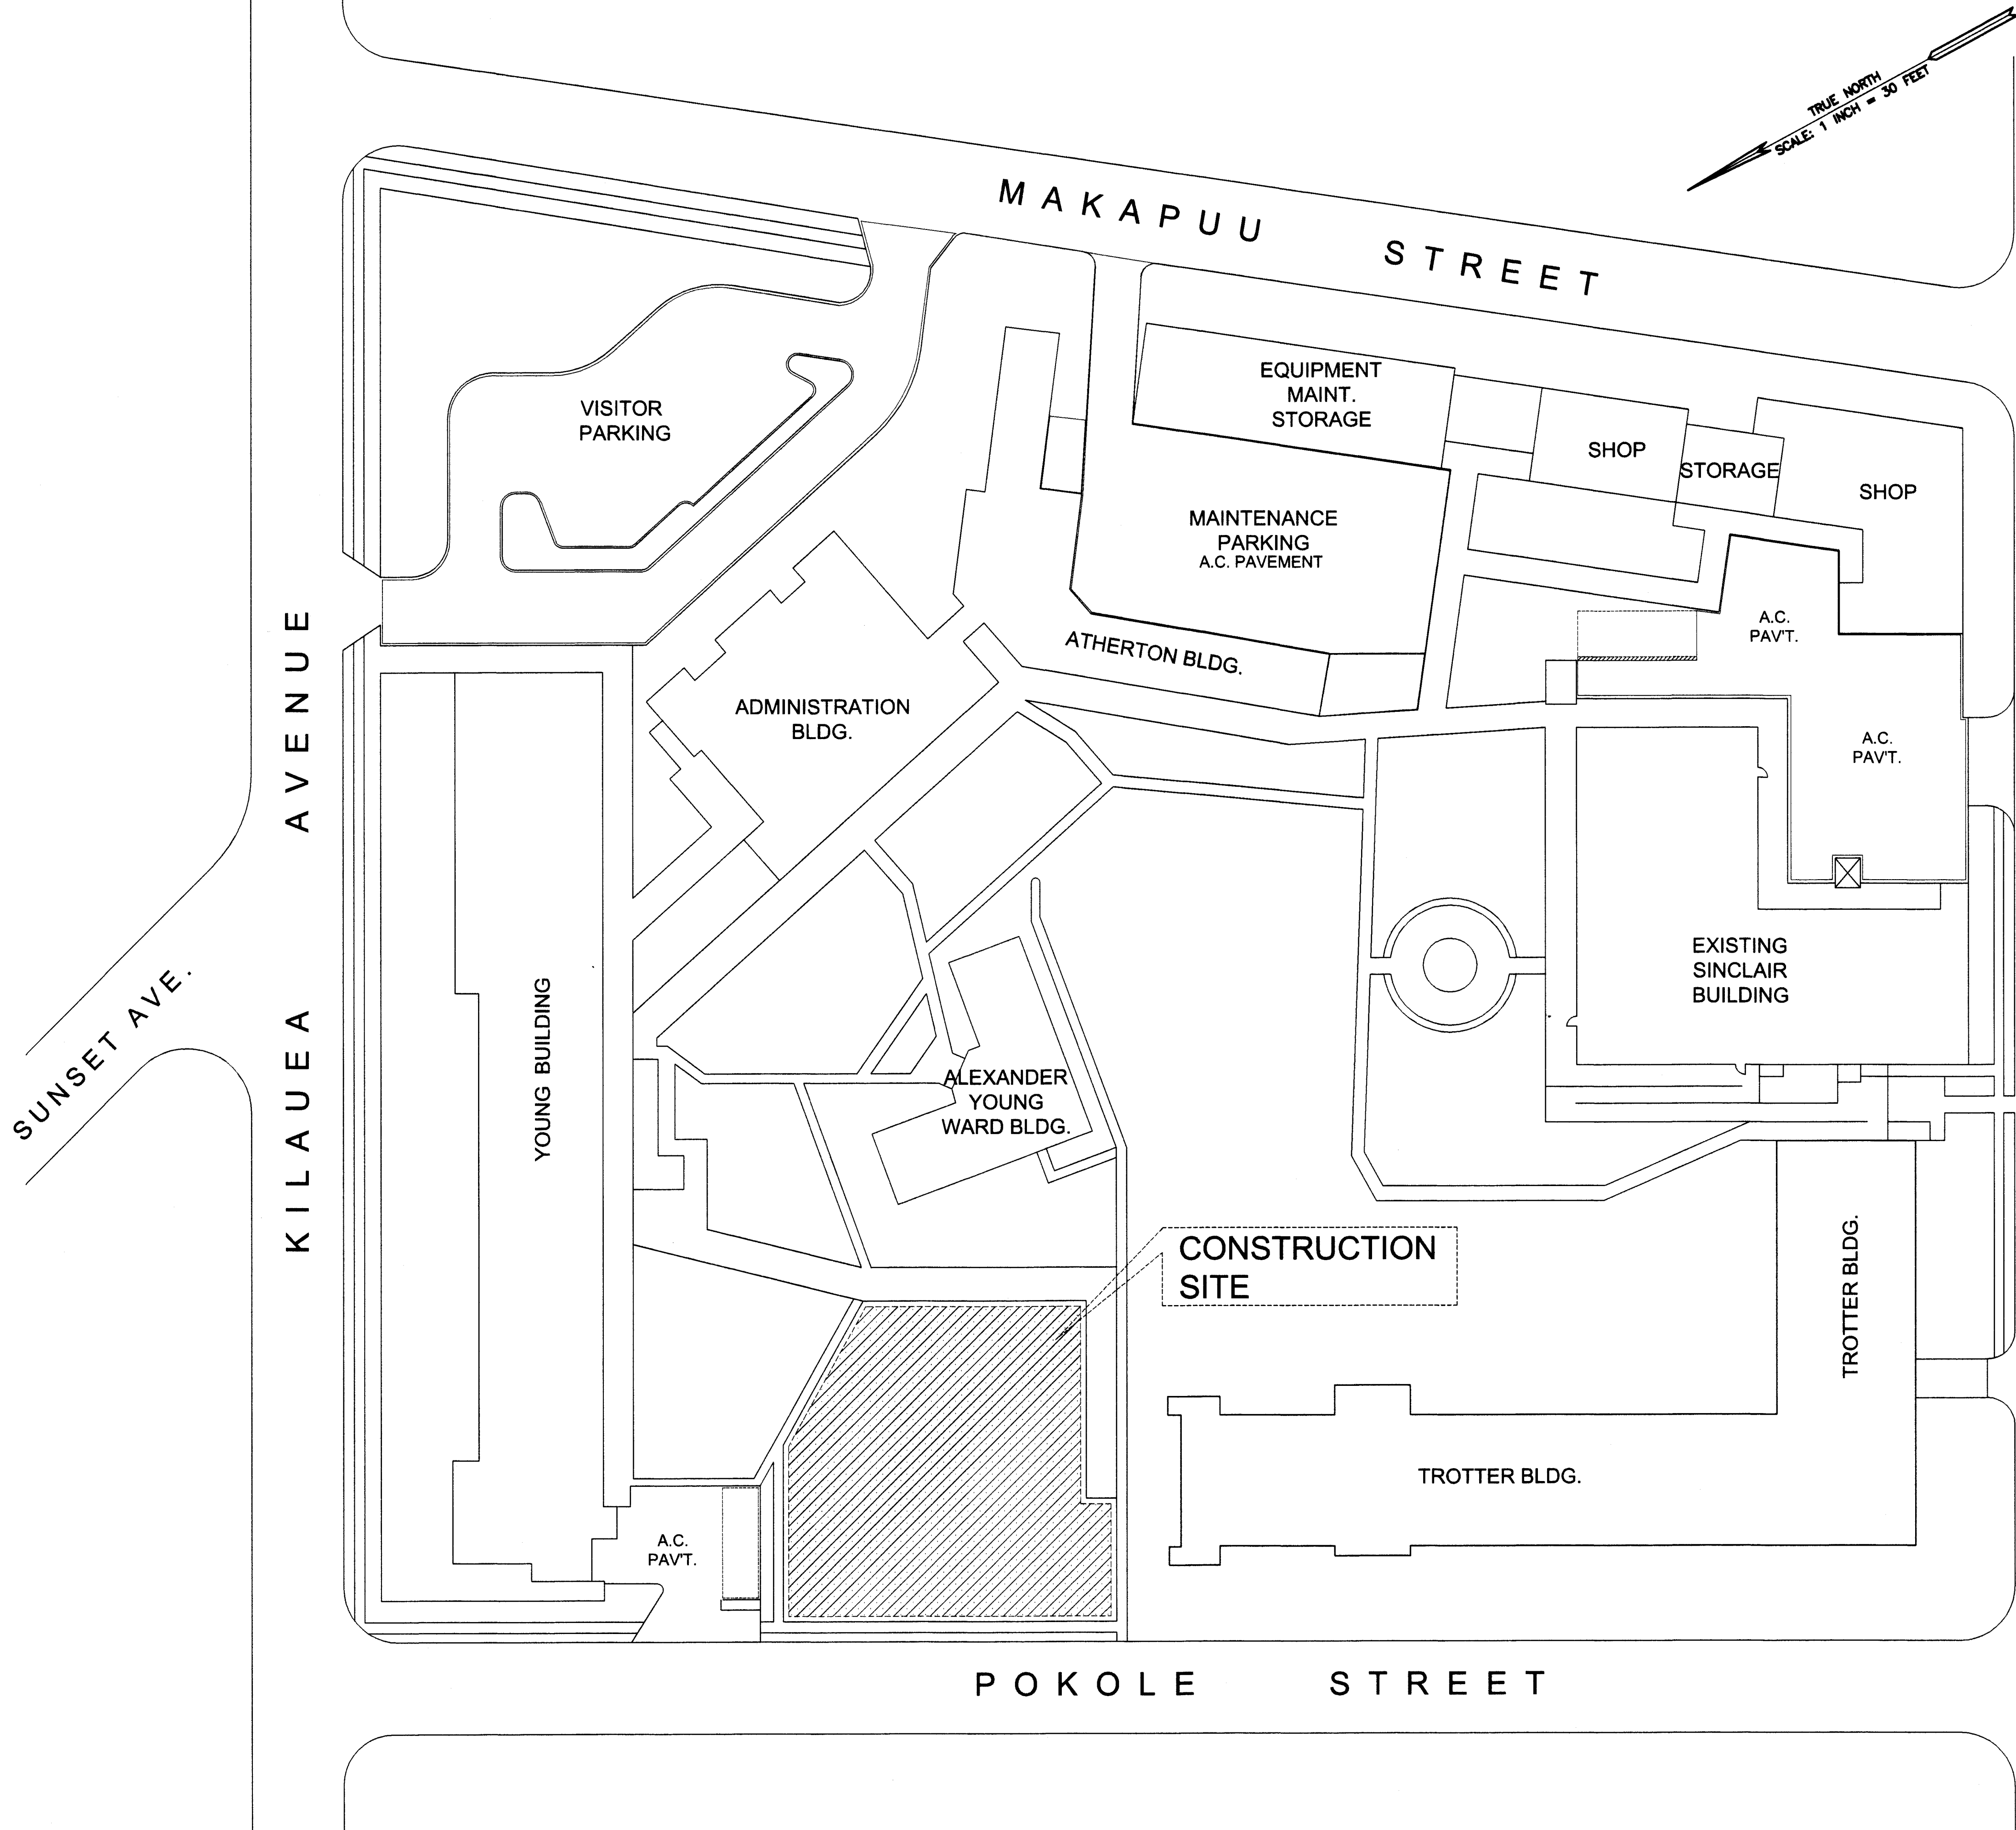 TRUE NORTH
SCALE: 1 INCH = 30 FEET
MAKAPUU STREET
EQUIPMENT
MAINT.
STORAGE
VISITOR
PARKING
SHOP
STORAGE
SHOP
MAINTENANCE
PARKING
A.C. PAVEMENT
A.C.
PAV'T.
ATHERTON BLDG.
ADMINISTRATION
BLDG.
A.C.
PAV'T.
KILAUEA AVENUE
SUNSET AVE.
YOUNG BUILDING
EXISTING
SINCLAIR
BUILDING
ALEXANDER
YOUNG
WARD BLDG.
CONSTRUCTION
SITE
TROTTER BLDG.
TROTTER BLDG.
A.C.
PAV'T.
POKOLE STREET